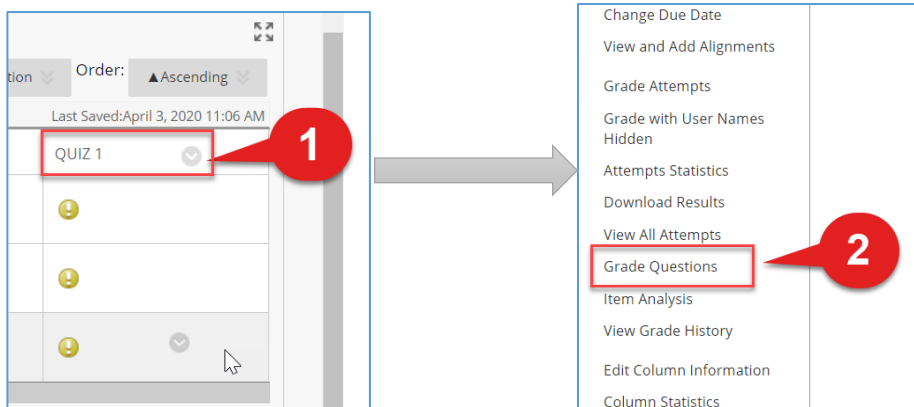 tion
Order:
▲Ascending
Last Saved:April 3, 2020 11:06 AM
QUIZ 1
1
Change Due Date
View and Add Alignments
Grade Attempts
Grade with User Names
Hidden
Attempts Statistics
Download Results
View All Attempts
Grade Questions
2
Item Analysis
View Grade History
Edit Column Information
Column Statistics